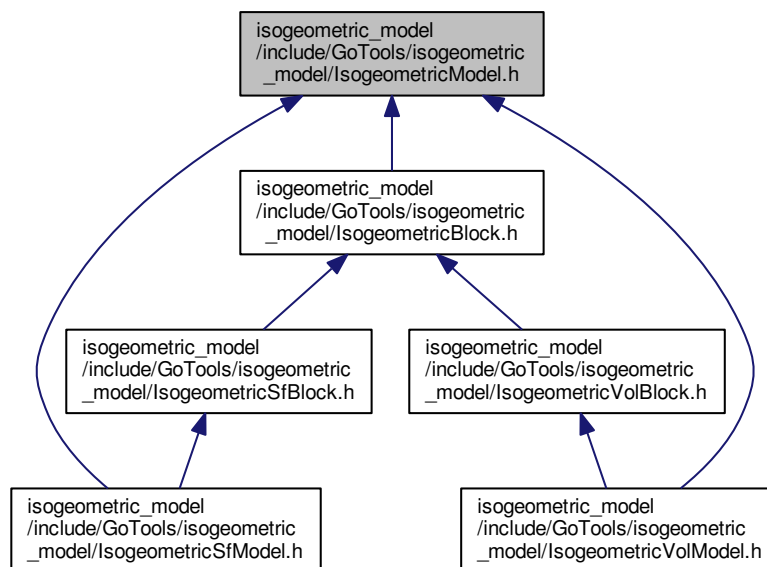 isogeometric_model
/include/GoTools/isogeometric
_model/IsogeometricModel.h
isogeometric_model
/include/GoTools/isogeometric
_model/IsogeometricBlock.h
isogeometric_model
/include/GoTools/isogeometric
_model/IsogeometricSfBlock.h
isogeometric_model
/include/GoTools/isogeometric
_model/IsogeometricVolBlock.h
isogeometric_model
/include/GoTools/isogeometric
_model/IsogeometricSfModel.h
isogeometric_model
/include/GoTools/isogeometric
_model/IsogeometricVolModel.h